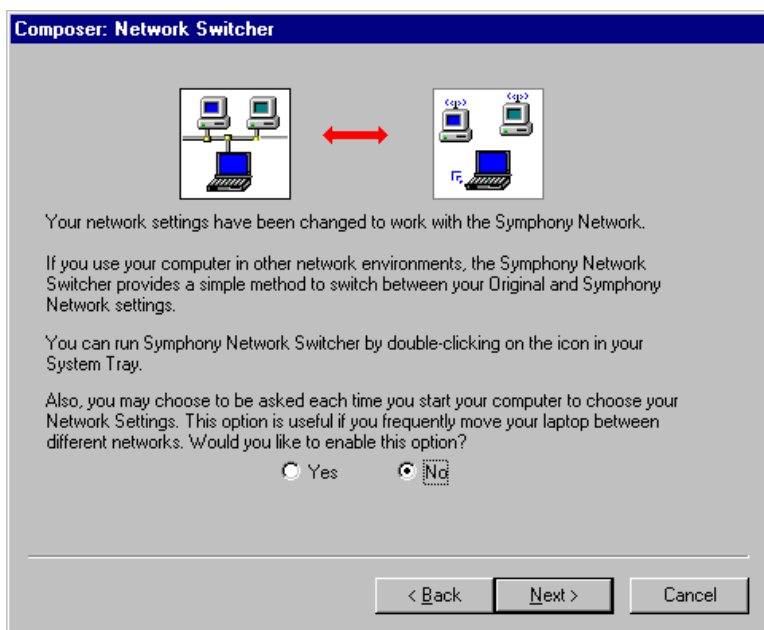 Composer: Network Switcher
Your network settings have been changed to work with the Symphony Network.
If you use your computer in other network environments, the Symphony Network
Switcher provides a simple method to switch between your Original and Symphony
Network settings.
You can run Symphony Network Switcher by double-clicking on the icon in your
System Tray.
Also, you may choose to be asked each time you start your computer to choose your
Network Settings. This option is useful if you frequently move your laptop between
different networks. Would you like to enable this option?
Yes No
< Back Next > Cancel